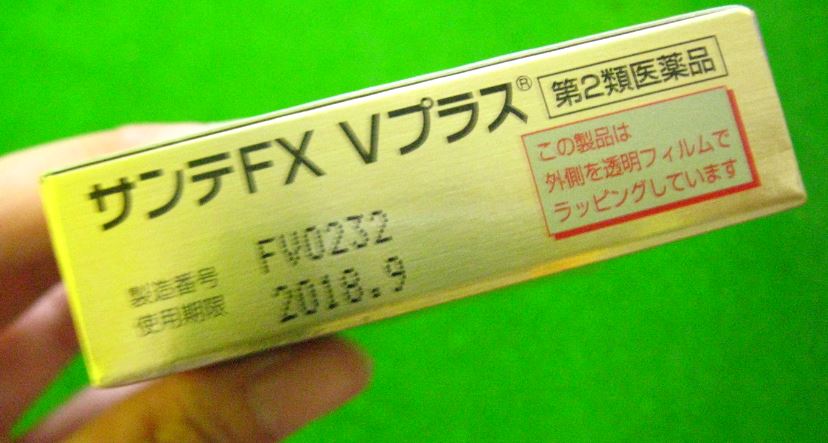 サンテFX Vプラス®
第2類医薬品
この製品は
外側を透明フィルムで
ラッピングしています
製造番号 FV0232
使用期限 2018.9